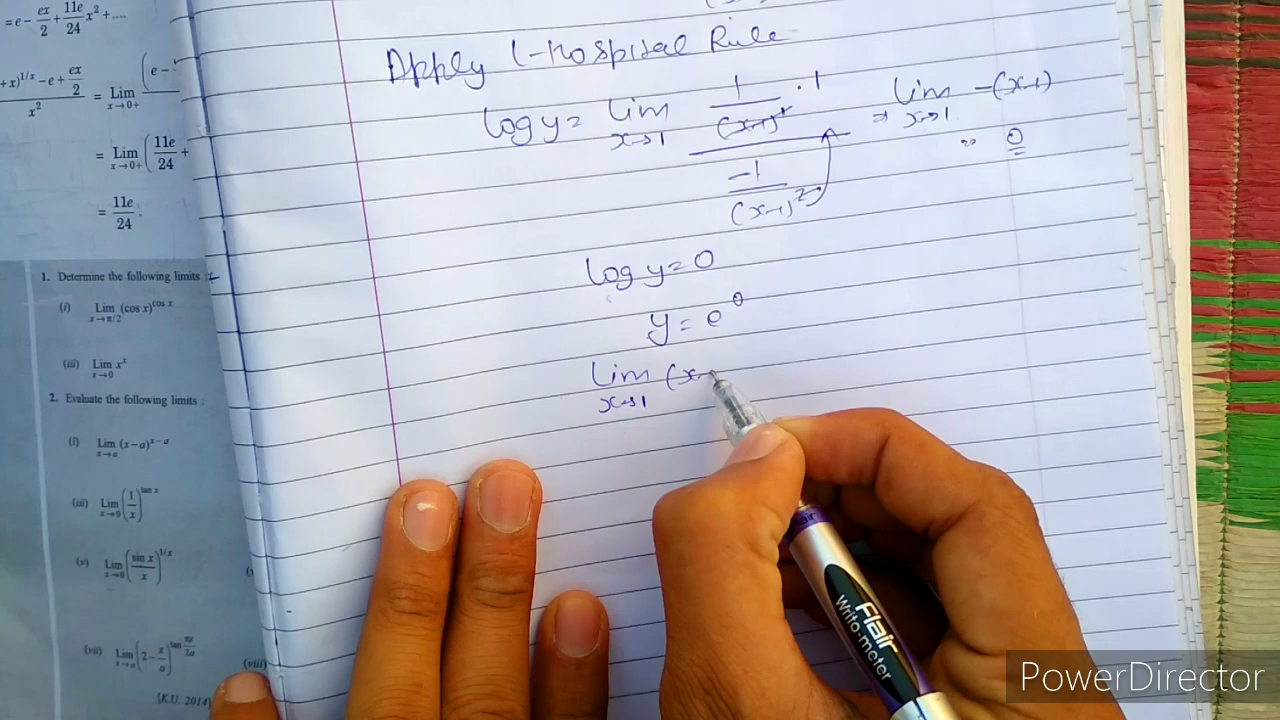 = e - ex/2 + 11e/24 x² + ....
+ x)^{1/x} - e + ex/2
x²
= Lim x→0+ (e -
= Lim x→0+ (11e/24 +
= 11e/24.
1. Determine the following limits :
(i) Lim x→π/2 (cos x)^{cos x}
(iii) Lim x→0 x^x
2. Evaluate the following limits :
(i) Lim x→a (x-a)^{x-a}
(iii) Lim x→0 (1/x)^{tan x}
(v) Lim x→0 (sin x/x)^{1/x}
(vii) Lim x→a (2 - x/a)^{tan πx/2a}
(viii)
[K.U. 2014]
Apply L-Hospital Rule
log y = lim x→1 1/(x-1) . 1 / -1/(x-1)² ⇒ lim x→1 -(x-1)
= 0
log y = 0
y = e^0
lim x→1 (x-
Flair
Writo-meter
PowerDirector